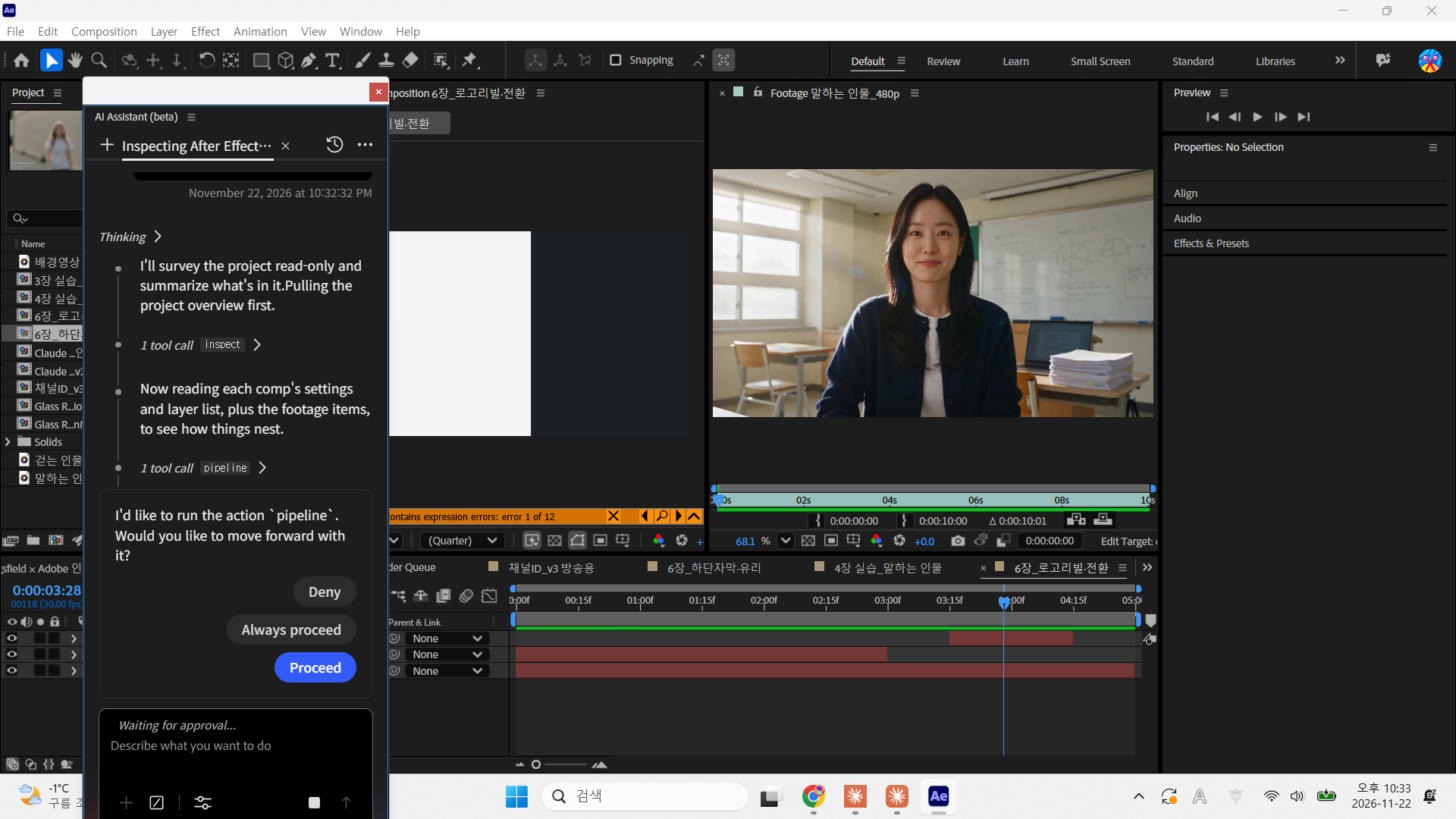 Ae
File Edit Composition Layer Effect Animation View Window Help
Snapping
Default Review Learn Small Screen Standard Libraries
Project
AI Assistant (beta)
Inspecting After Effect···
November 22, 2026 at 10:32:32 PM
Thinking
I'll survey the project read-only and
summarize what's in it.Pulling the
project overview first.
1 tool call inspect
Now reading each comp's settings
and layer list, plus the footage items,
to see how things nest.
1 tool call pipeline
I'd like to run the action `pipeline`.
Would you like to move forward with
it?
Deny
Always proceed
Proceed
Waiting for approval...
Describe what you want to do
Name
배경영상
3장 실습_
4장 실습_
6장_로고
6장_하단
Claude _
Claude _v
채널ID_v3
Glass R...
Glass R...
Solids
걷는 인물
말하는 인
position 6장_로고리빌.전환
빌.전환
Footage 말하는 인물_480p
ontains expression errors: error 1 of 12
(Quarter)
02s 04s 06s 08s
0:00:00:00 0:00:10:00 Δ 0:00:10:01
68.1 % +0.0 0:00:00:00 Edit Target:
Preview
Properties: No Selection
Align
Audio
Effects & Presets
sfield × Adobe 인
der Queue 채널ID_v3 방송용 6장_하단자막·유리 4장 실습_말하는 인물 6장_로고리빌.전환
0:00:03:28
00118 (30.00 fps)
00:15f 01:00f 01:15f 02:00f 02:15f 03:00f 03:15f 04:15f
Parent & Link
None
None
None
-1°C
구름 조
검색
Ae
오후 10:33
2026-11-22